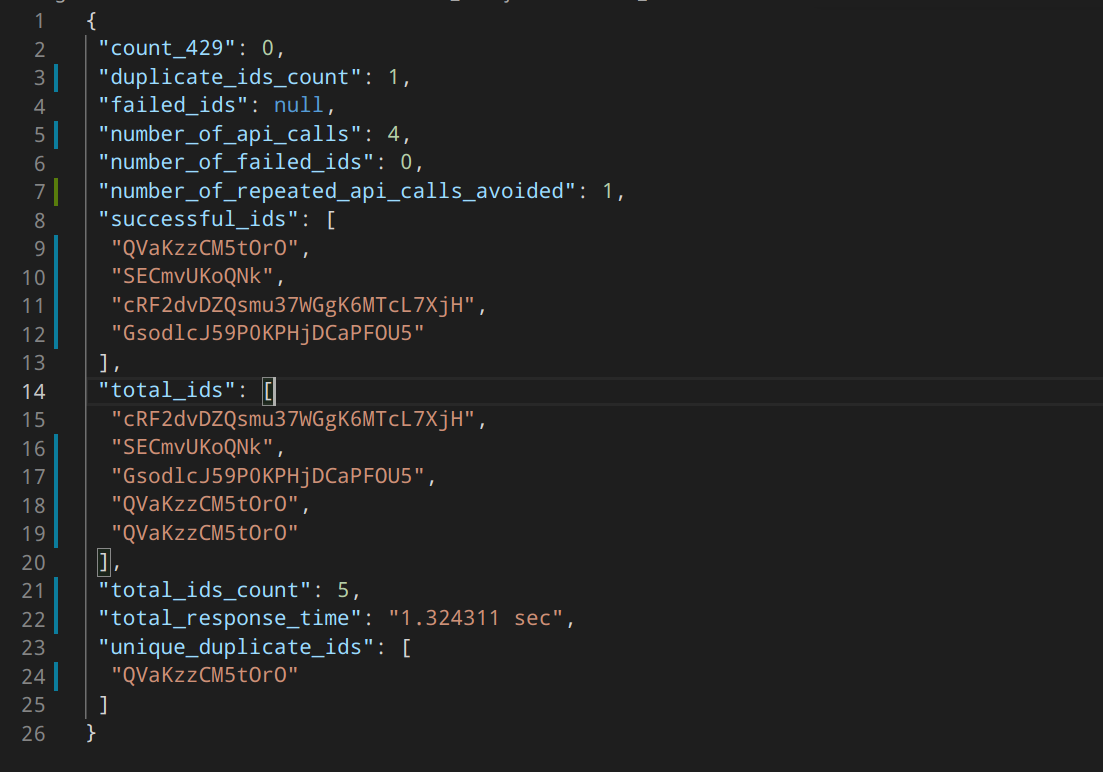 1 {
2 "count_429": 0,
3 "duplicate_ids_count": 1,
4 "failed_ids": null,
5 "number_of_api_calls": 4,
6 "number_of_failed_ids": 0,
7 "number_of_repeated_api_calls_avoided": 1,
8 "successful_ids": [
9 "QVaKzzCM5tOrO",
10 "SECmvUKoQNk",
11 "cRF2dvDZQsmu37WGgK6MTcL7XjH",
12 "GsodlcJ59P0KPHjDCaPFOU5"
13 ],
14 "total_ids": [
15 "cRF2dvDZQsmu37WGgK6MTcL7XjH",
16 "SECmvUKoQNk",
17 "GsodlcJ59P0KPHjDCaPFOU5",
18 "QVaKzzCM5tOrO",
19 "QVaKzzCM5tOrO"
20 ],
21 "total_ids_count": 5,
22 "total_response_time": "1.324311 sec",
23 "unique_duplicate_ids": [
24 "QVaKzzCM5tOrO"
25 ]
26 }